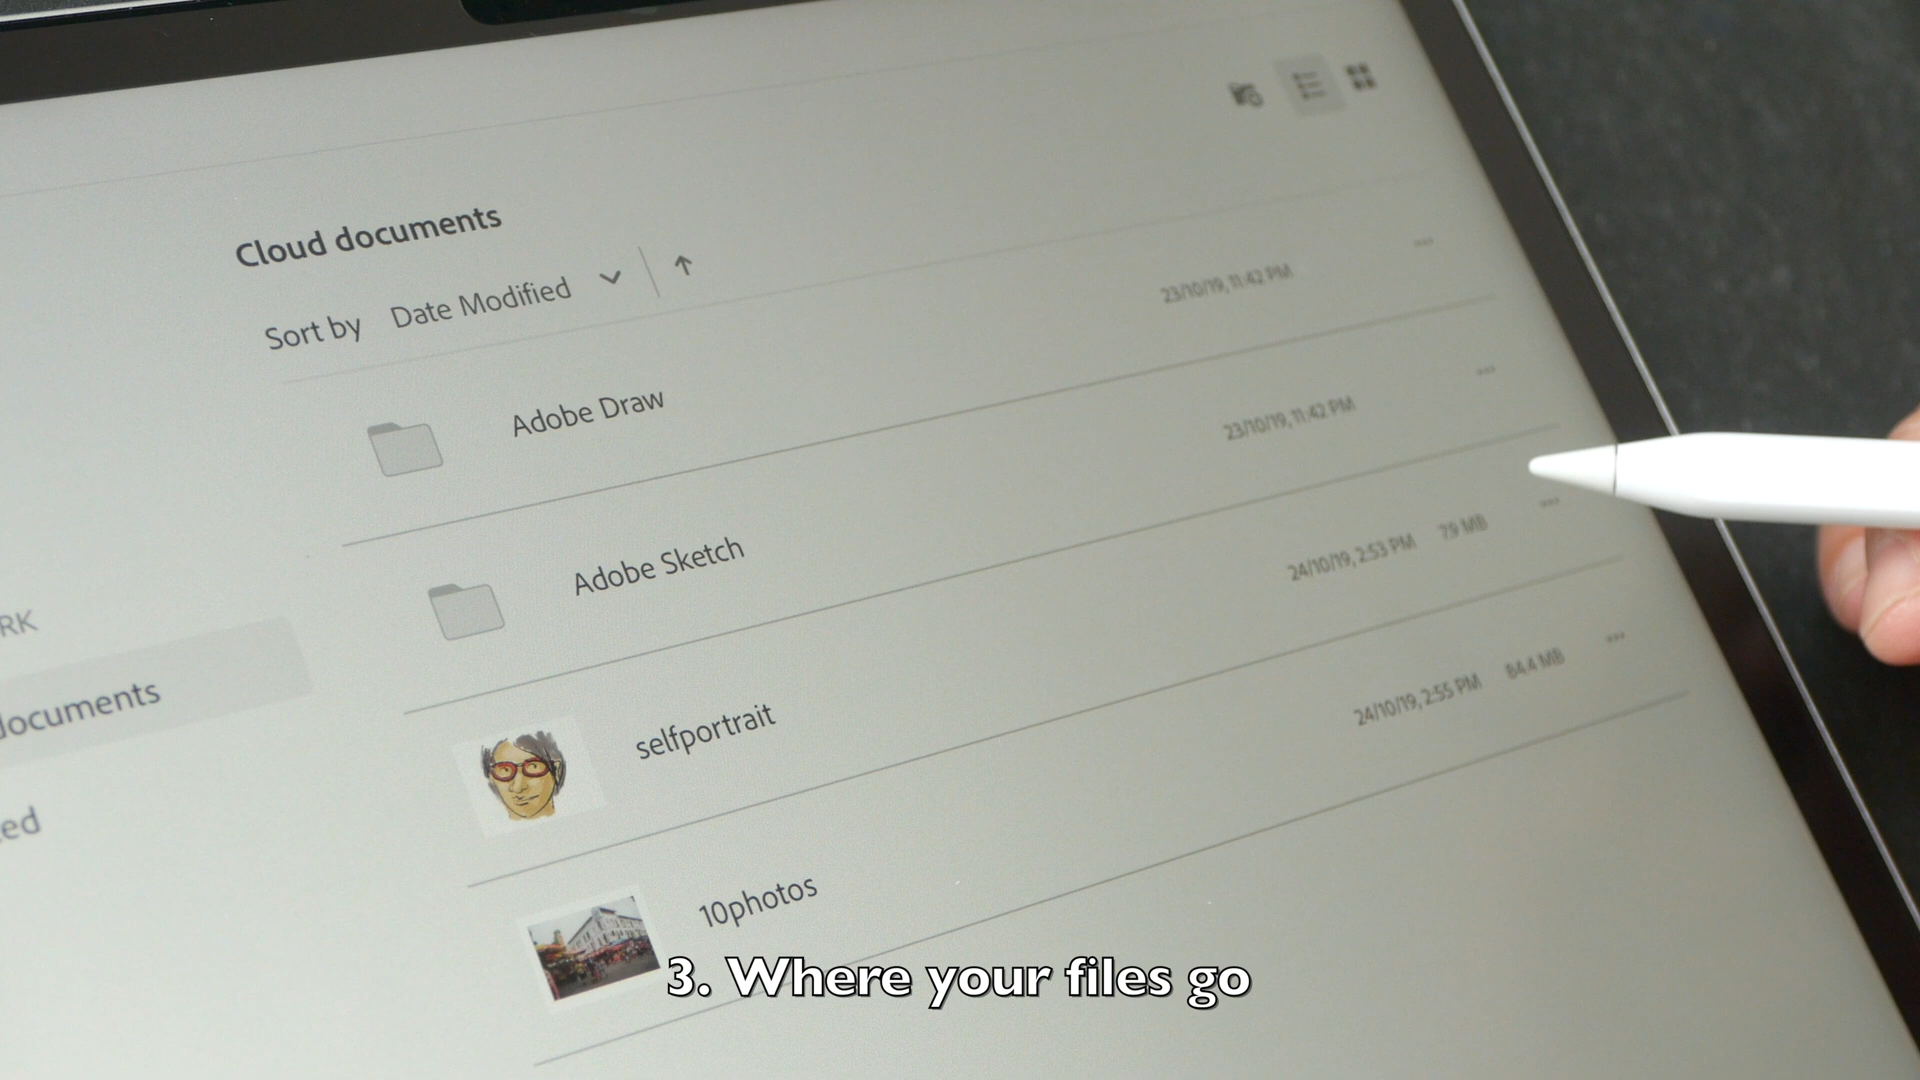 Cloud documents
Sort by Date Modified
Adobe Draw 23/10/19, 11:42 PM
Adobe Sketch 23/10/19, 11:42 PM
selfportrait 24/10/19, 2:53 PM 79 MB
10photos 24/10/19, 2:55 PM 84.4 MB
RK
documents
ed
3. Where your files go